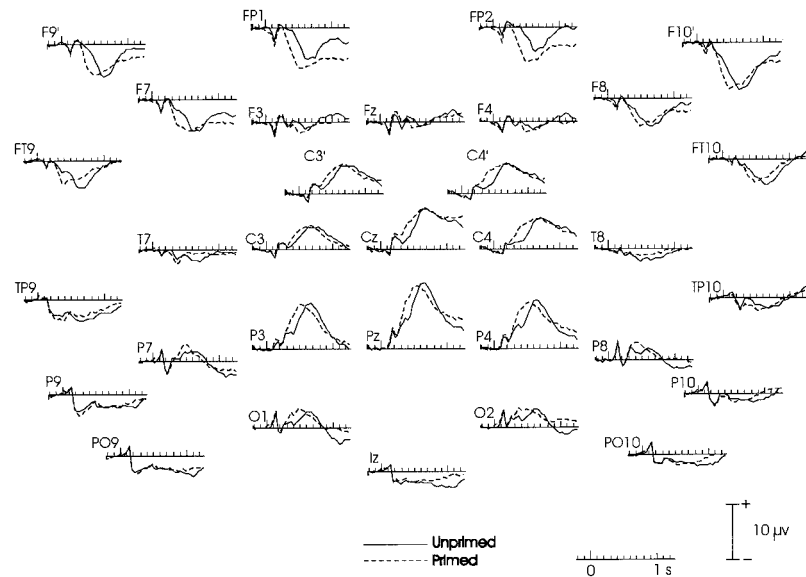 F9' FP1 FP2 F10'
F7 F3 Fz F4 F8
FT9 C3' C4' FT10
T7 C3 Cz C4 T8
TP9 TP10
P3 Pz P4
P7 P8
P9 P10
O1 O2
PO9 Iz PO10
+
10 μv
−
Unprimed
Primed
0 1 s